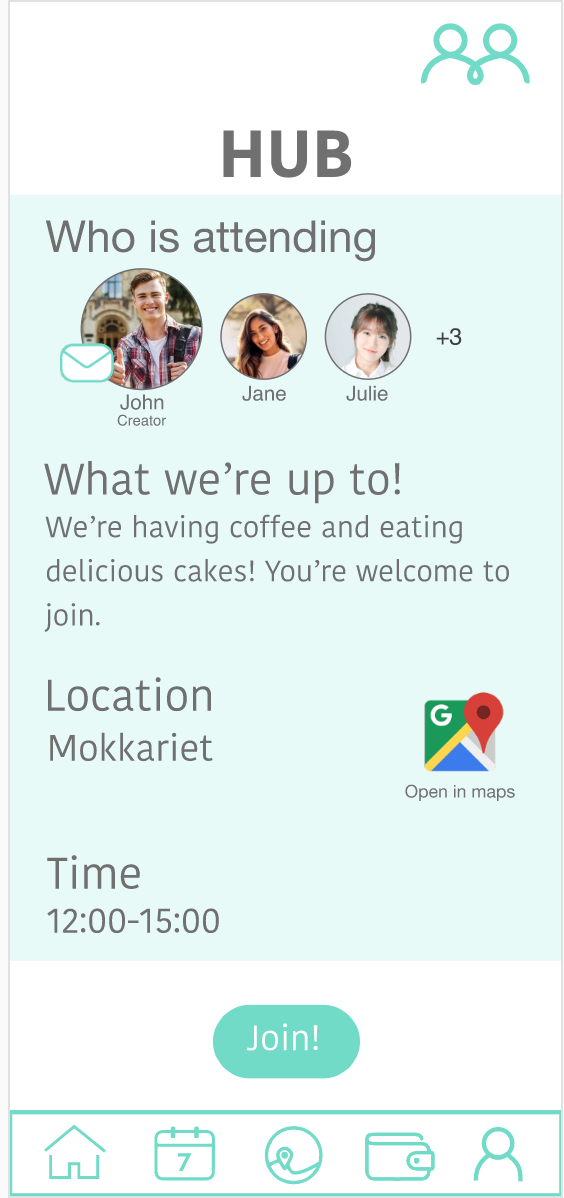 HUB
Who is attending
+3
John
Creator
Jane
Julie
What we’re up to!
We’re having coffee and eating
delicious cakes! You’re welcome to
join.
Location
Mokkariet
G
Open in maps
Time
12:00-15:00
Join!
7